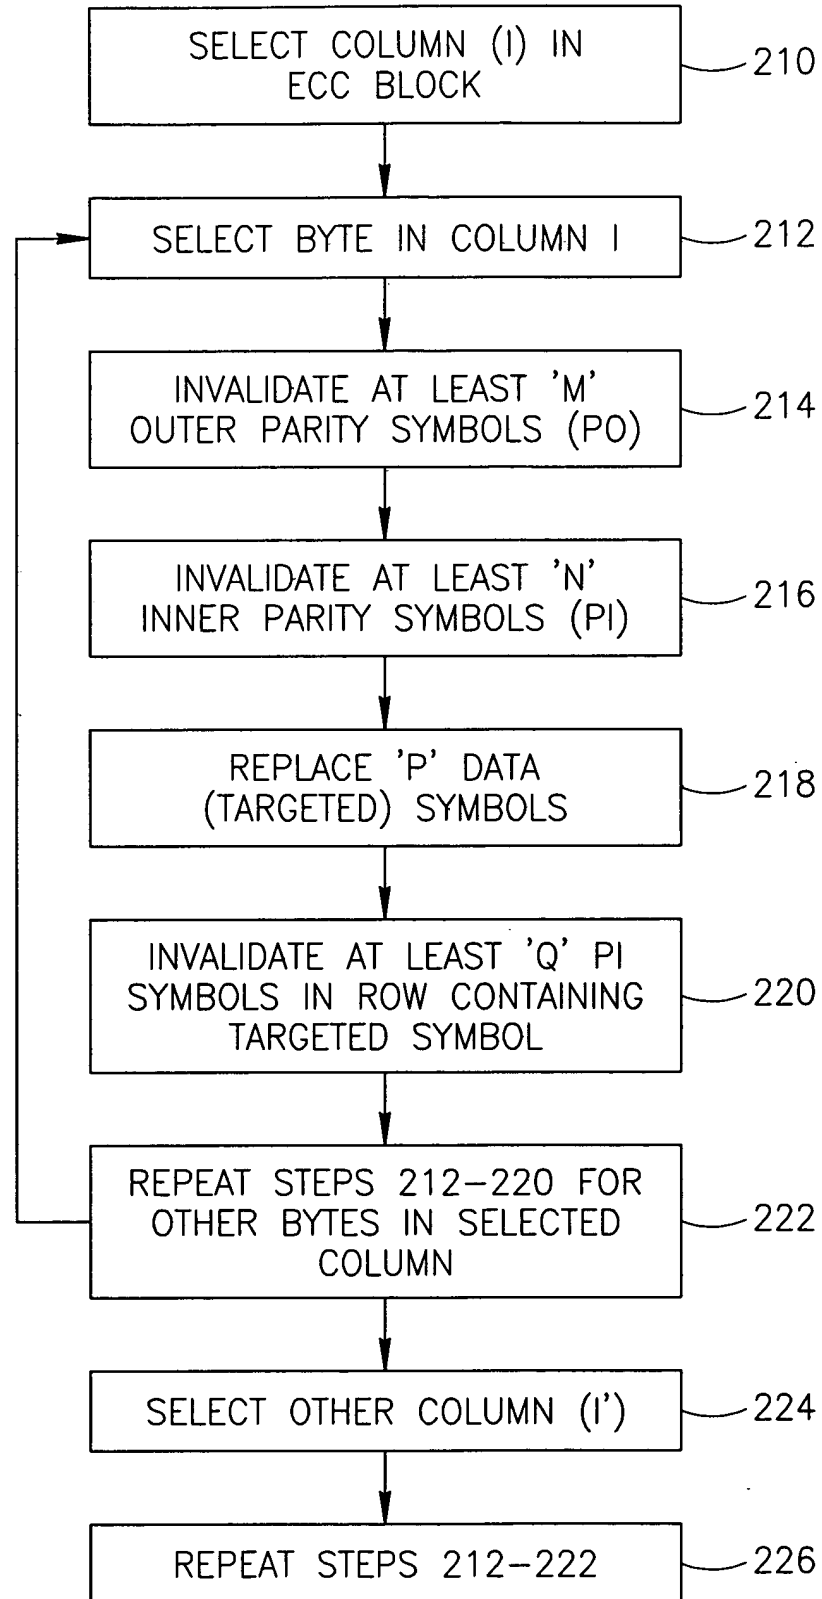 SELECT COLUMN (I) IN
ECC BLOCK
210
SELECT BYTE IN COLUMN I
212
INVALIDATE AT LEAST 'M'
OUTER PARITY SYMBOLS (PO)
214
INVALIDATE AT LEAST 'N'
INNER PARITY SYMBOLS (PI)
216
REPLACE 'P' DATA
(TARGETED) SYMBOLS
218
INVALIDATE AT LEAST 'Q' PI
SYMBOLS IN ROW CONTAINING
TARGETED SYMBOL
220
REPEAT STEPS 212-220 FOR
OTHER BYTES IN SELECTED
COLUMN
222
SELECT OTHER COLUMN (I')
224
REPEAT STEPS 212-222
226